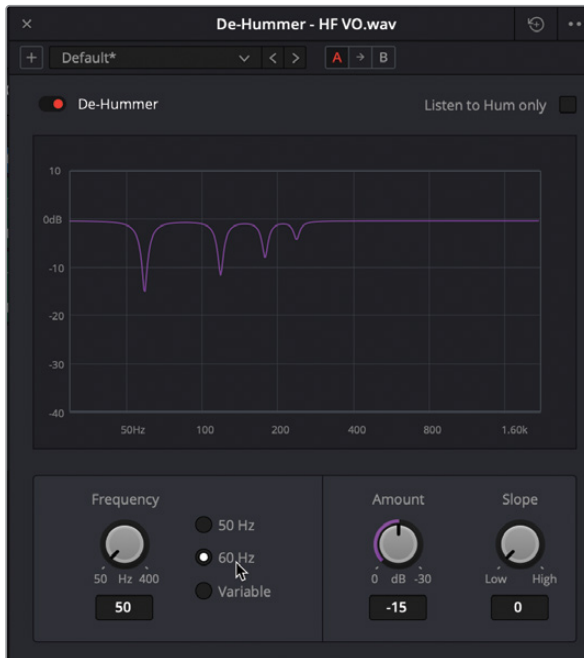 De-Hummer - HF VO.wav
Default*
A
B
De-Hummer
Listen to Hum only
10
0dB
-10
-20
-30
-40
50Hz 100 200 400 800 1.60k
Frequency
50 Hz 400
50
50 Hz
60 Hz
Variable
Amount
0 dB -30
-15
Slope
Low High
0